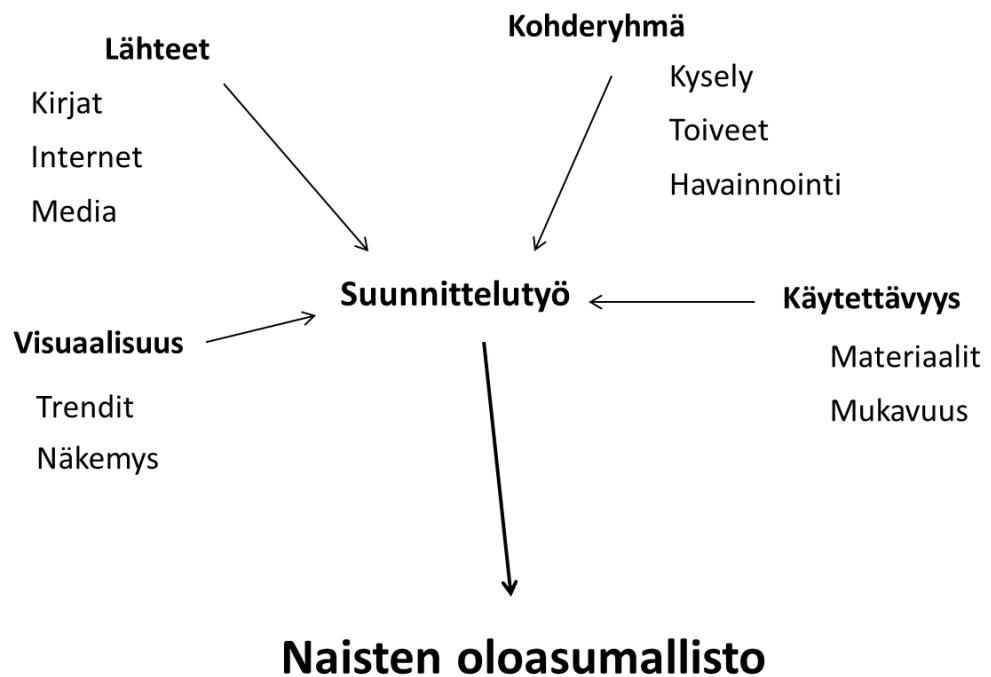 Lähteet
Kirjat
Internet
Media
Kohderyhmä
Kysely
Toiveet
Havainnointi
Suunnittelutyö
Visuaalisuus
Trendit
Näkemys
Käytettävyys
Materiaalit
Mukavuus
Naisten oloasumallisto